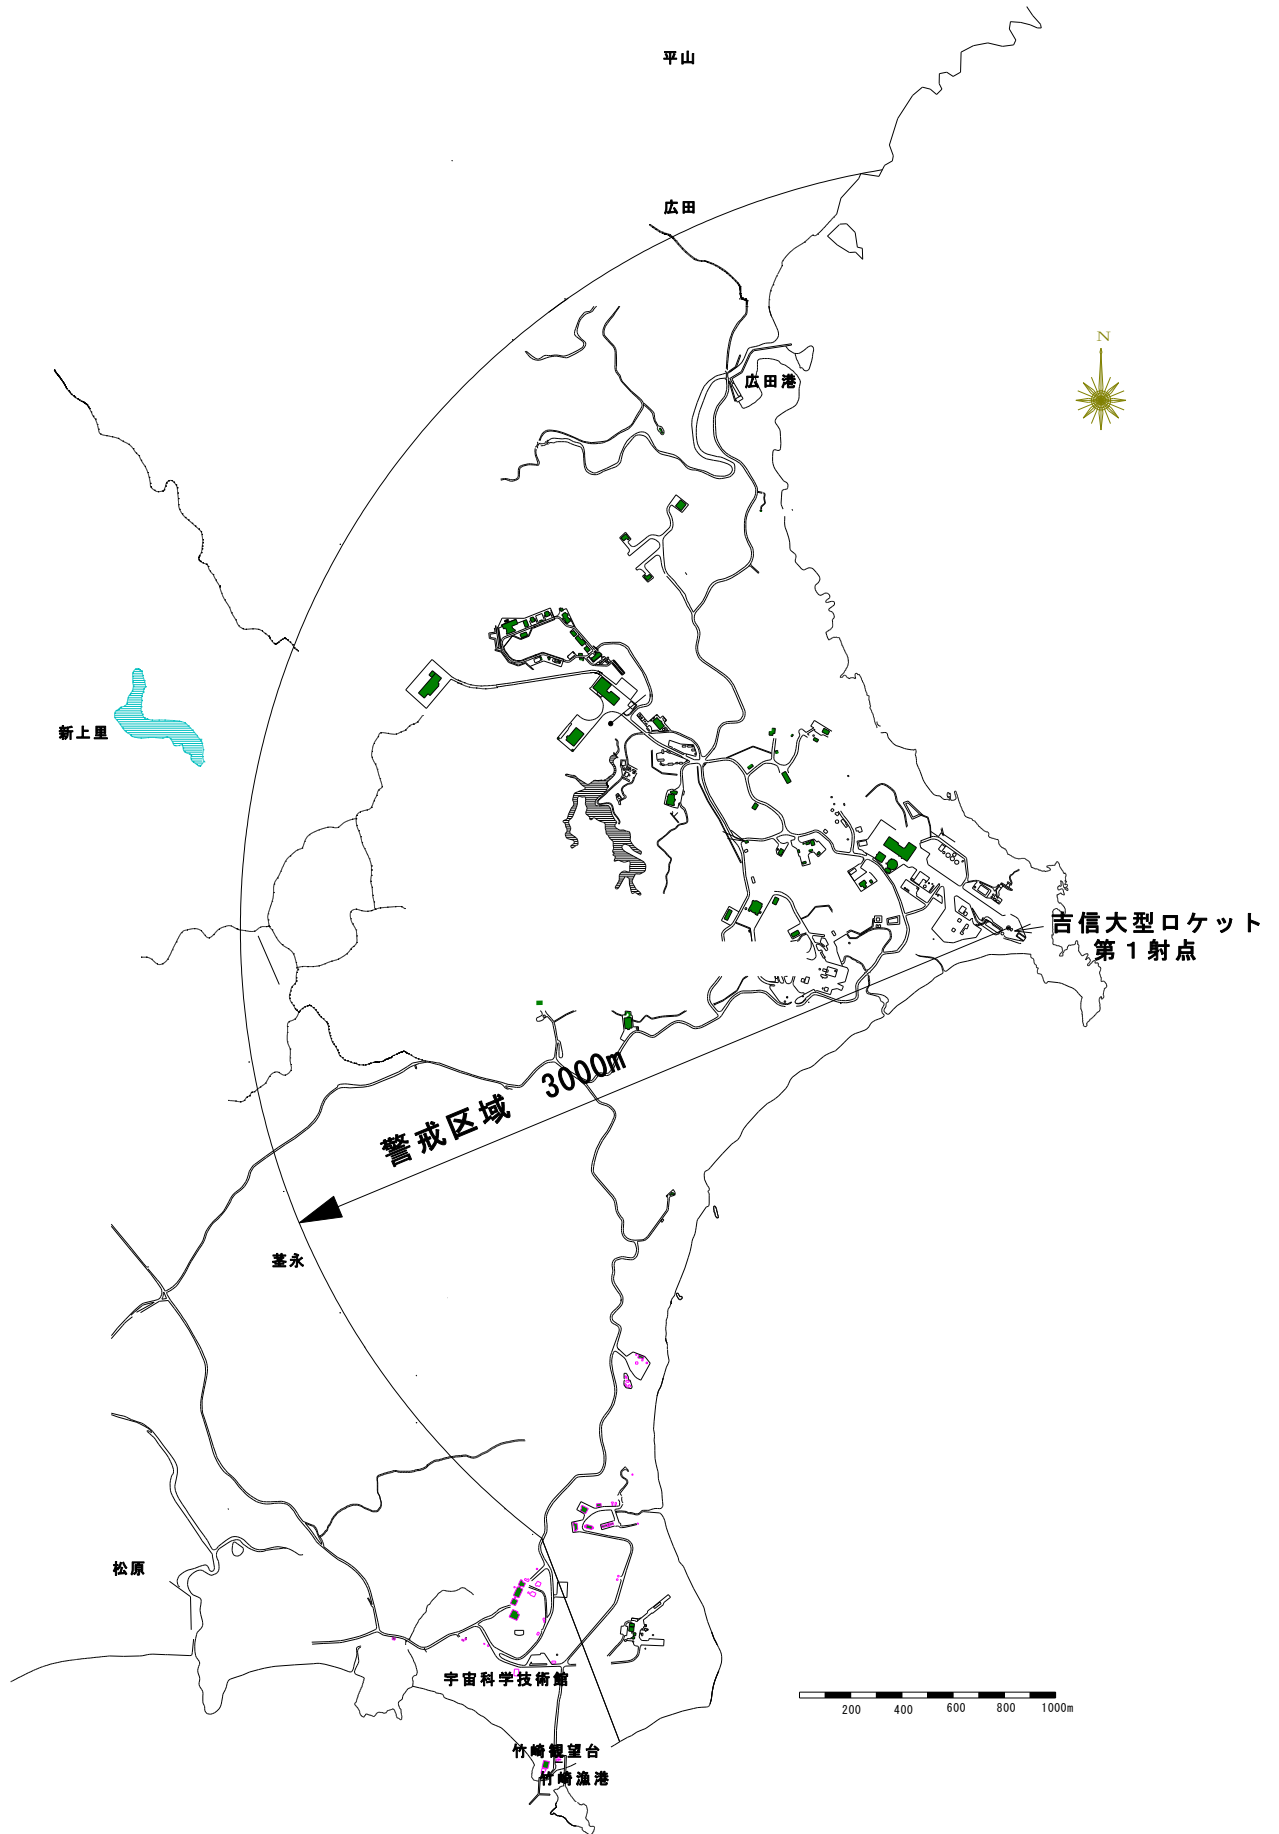 平山
広田
N
広田港
新上里
吉信大型ロケット
第１射点
警戒区域　3000m
茎永
松原
宇宙科学技術館
200 400 600 800 1000m
竹崎観望台
竹崎漁港